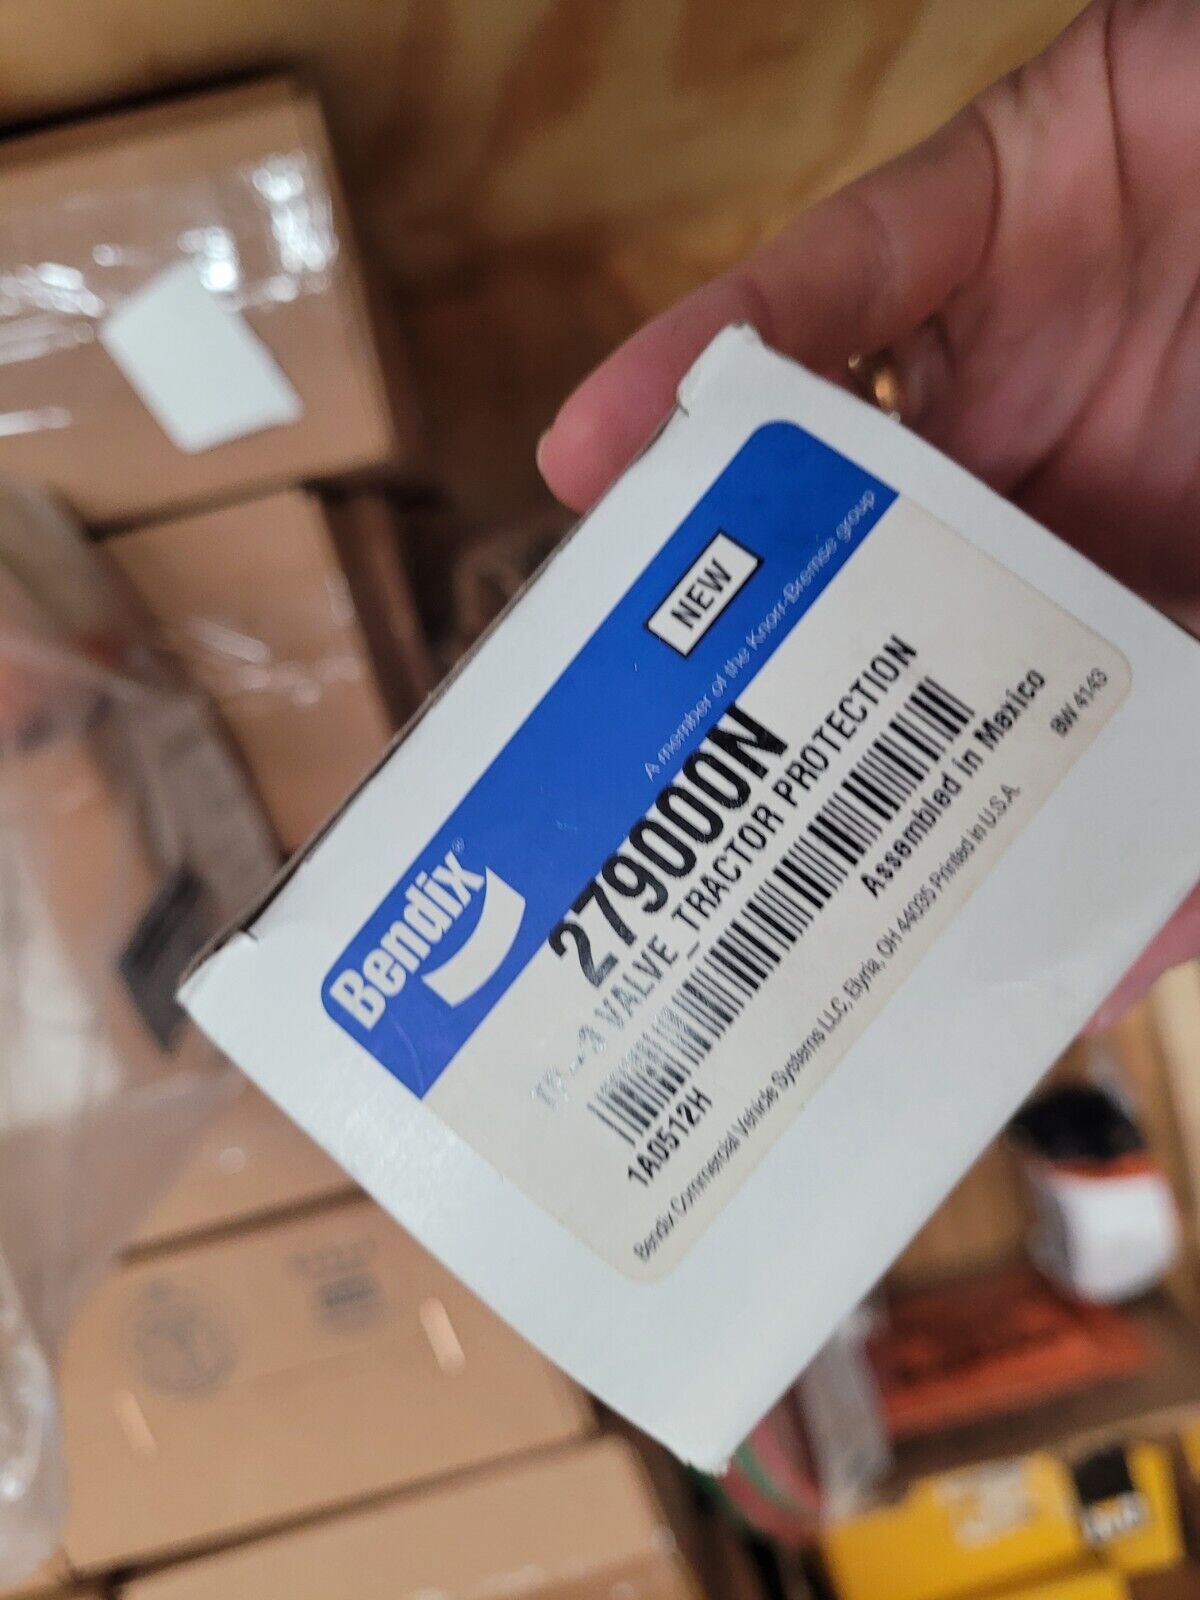 Bendix®
NEW
A member of the Knorr-Bremse group
279000N
TP-3 VALVE_TRACTOR PROTECTION
1A0512H
Assembled in Mexico
Bendix Commercial Vehicle Systems LLC, Elyria, OH 44035 Printed in U.S.A.
BW 4143